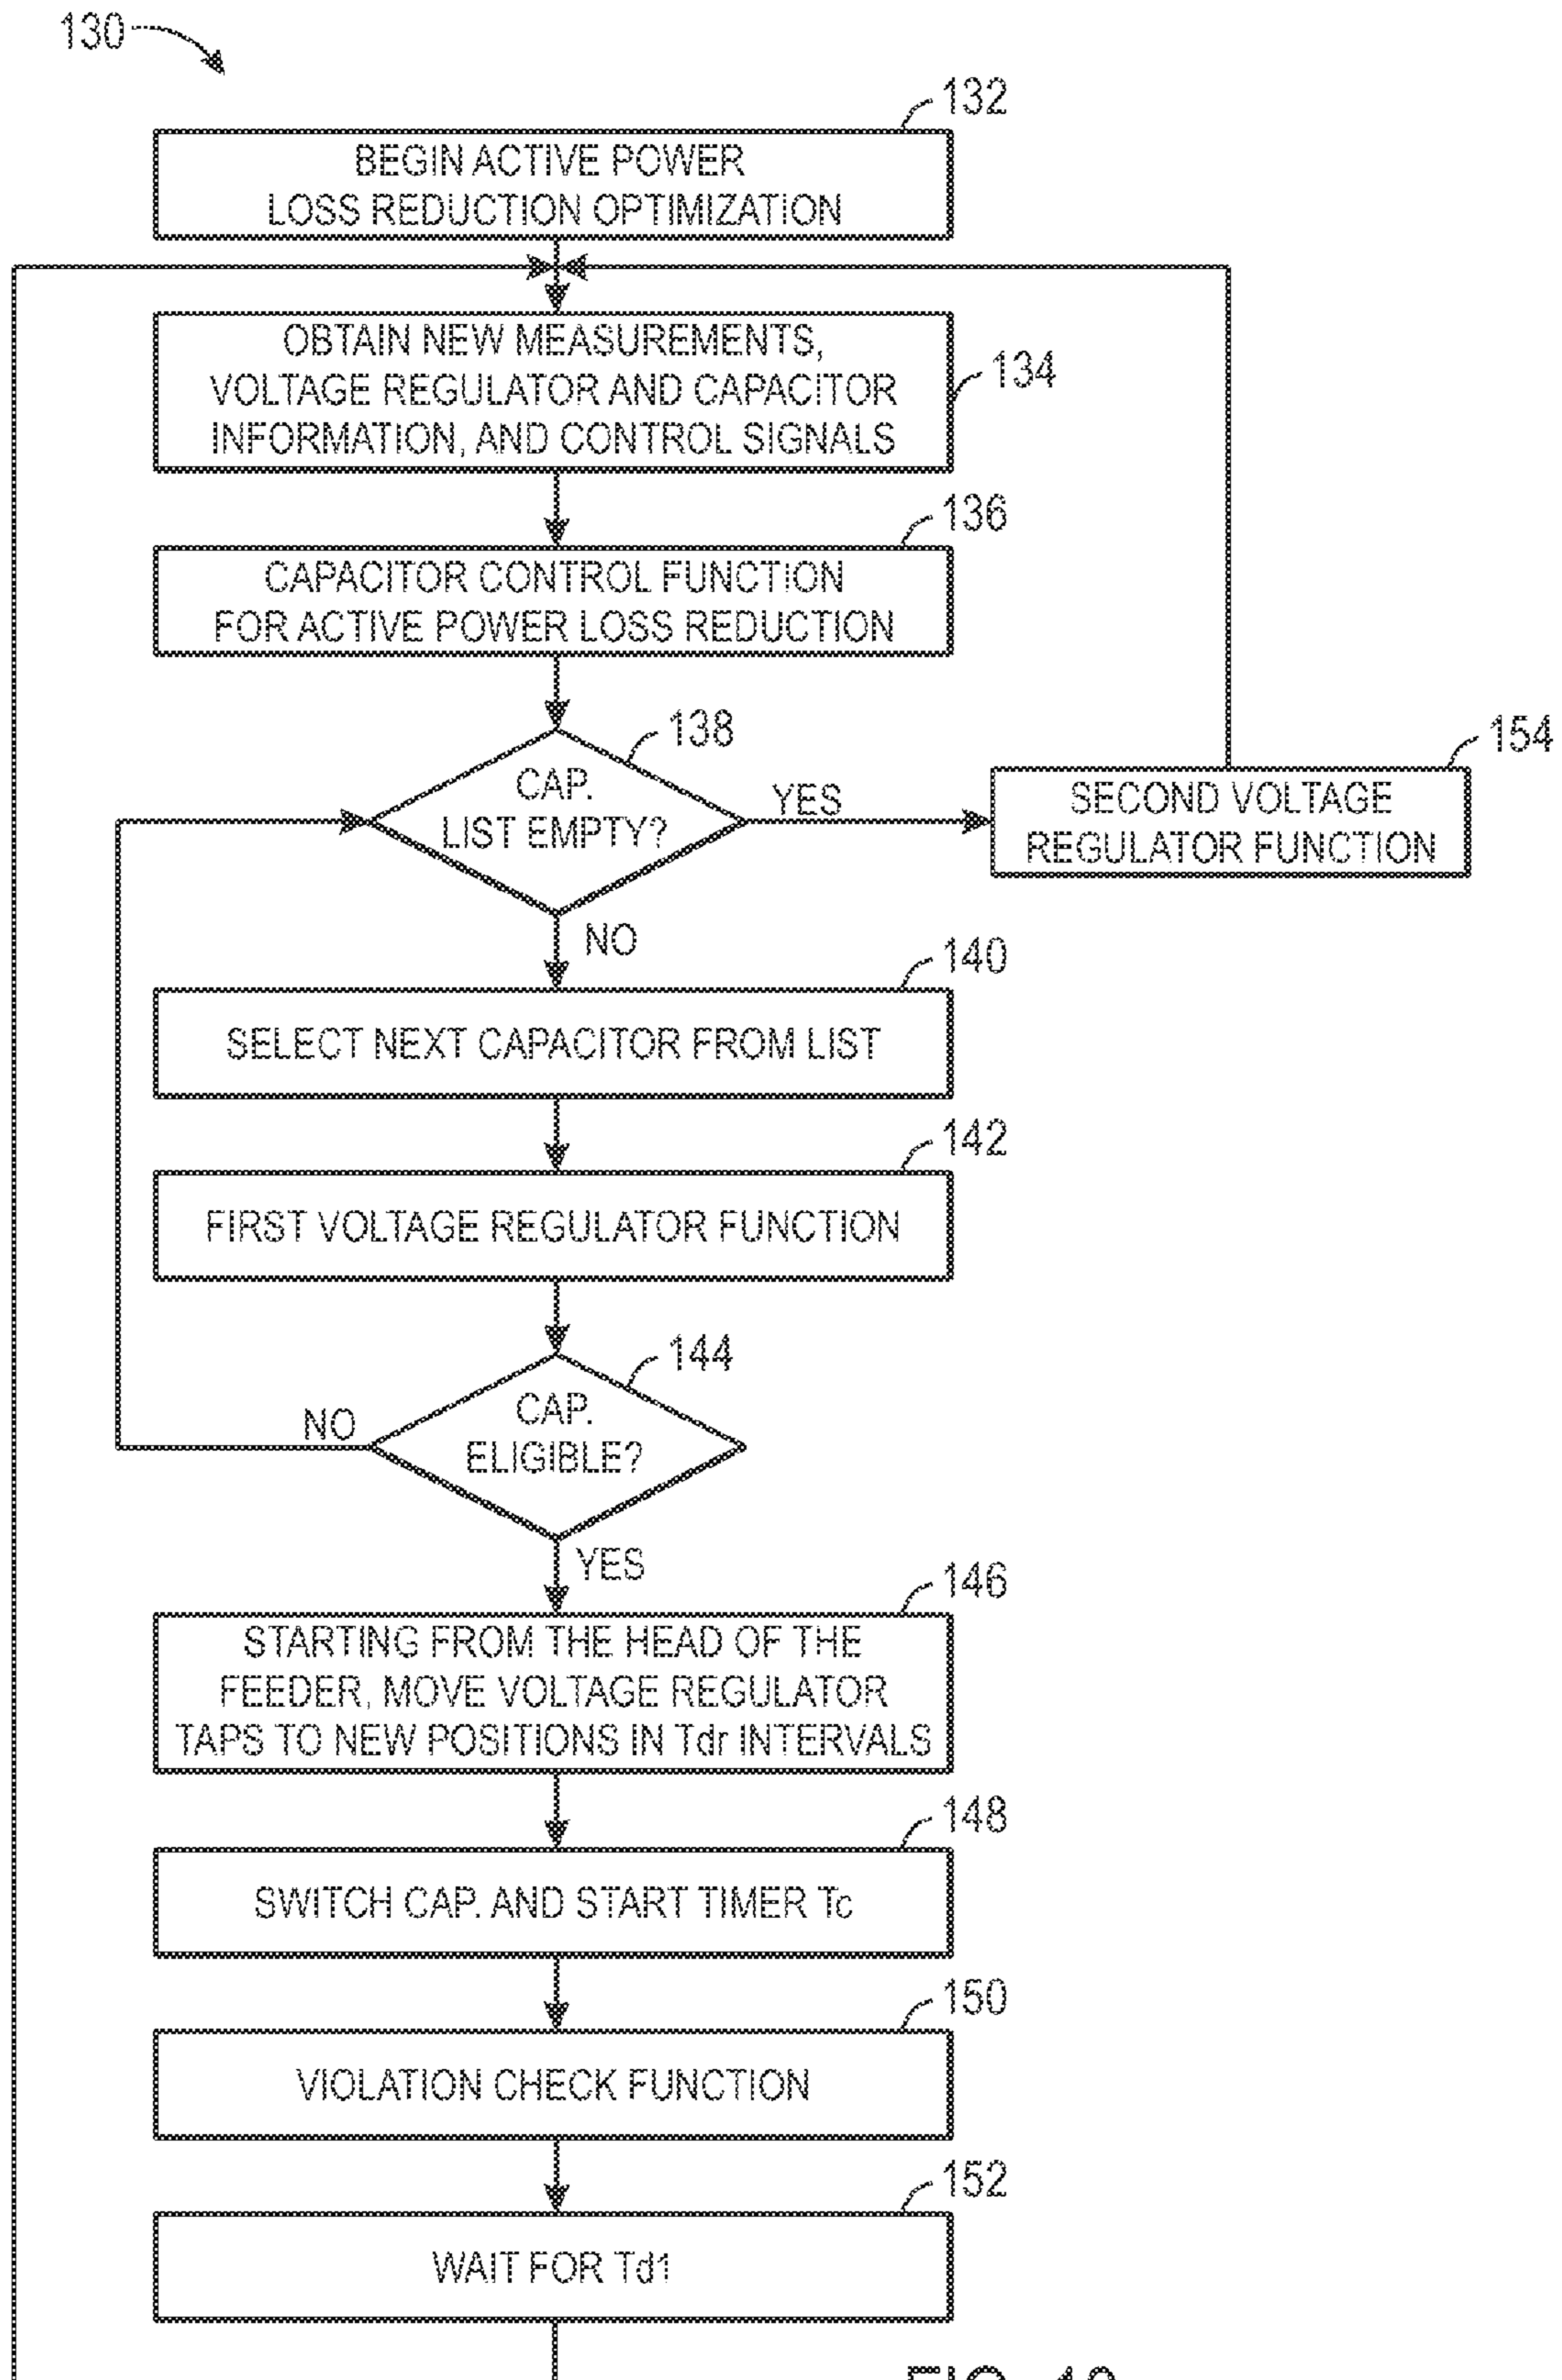 130
132
BEGIN ACTIVE POWER
LOSS REDUCTION OPTIMIZATION
OBTAIN NEW MEASUREMENTS,
VOLTAGE REGULATOR AND CAPACITOR
INFORMATION, AND CONTROL SIGNALS
134
136
CAPACITOR CONTROL FUNCTION
FOR ACTIVE POWER LOSS REDUCTION
138
CAP.
LIST EMPTY?
YES
154
SECOND VOLTAGE
REGULATOR FUNCTION
NO
140
SELECT NEXT CAPACITOR FROM LIST
142
FIRST VOLTAGE REGULATOR FUNCTION
144
CAP.
ELIGIBLE?
NO
YES
146
STARTING FROM THE HEAD OF THE
FEEDER, MOVE VOLTAGE REGULATOR
TAPS TO NEW POSITIONS IN Tdr INTERVALS
148
SWITCH CAP. AND START TIMER Tc
150
VIOLATION CHECK FUNCTION
152
WAIT FOR Td1